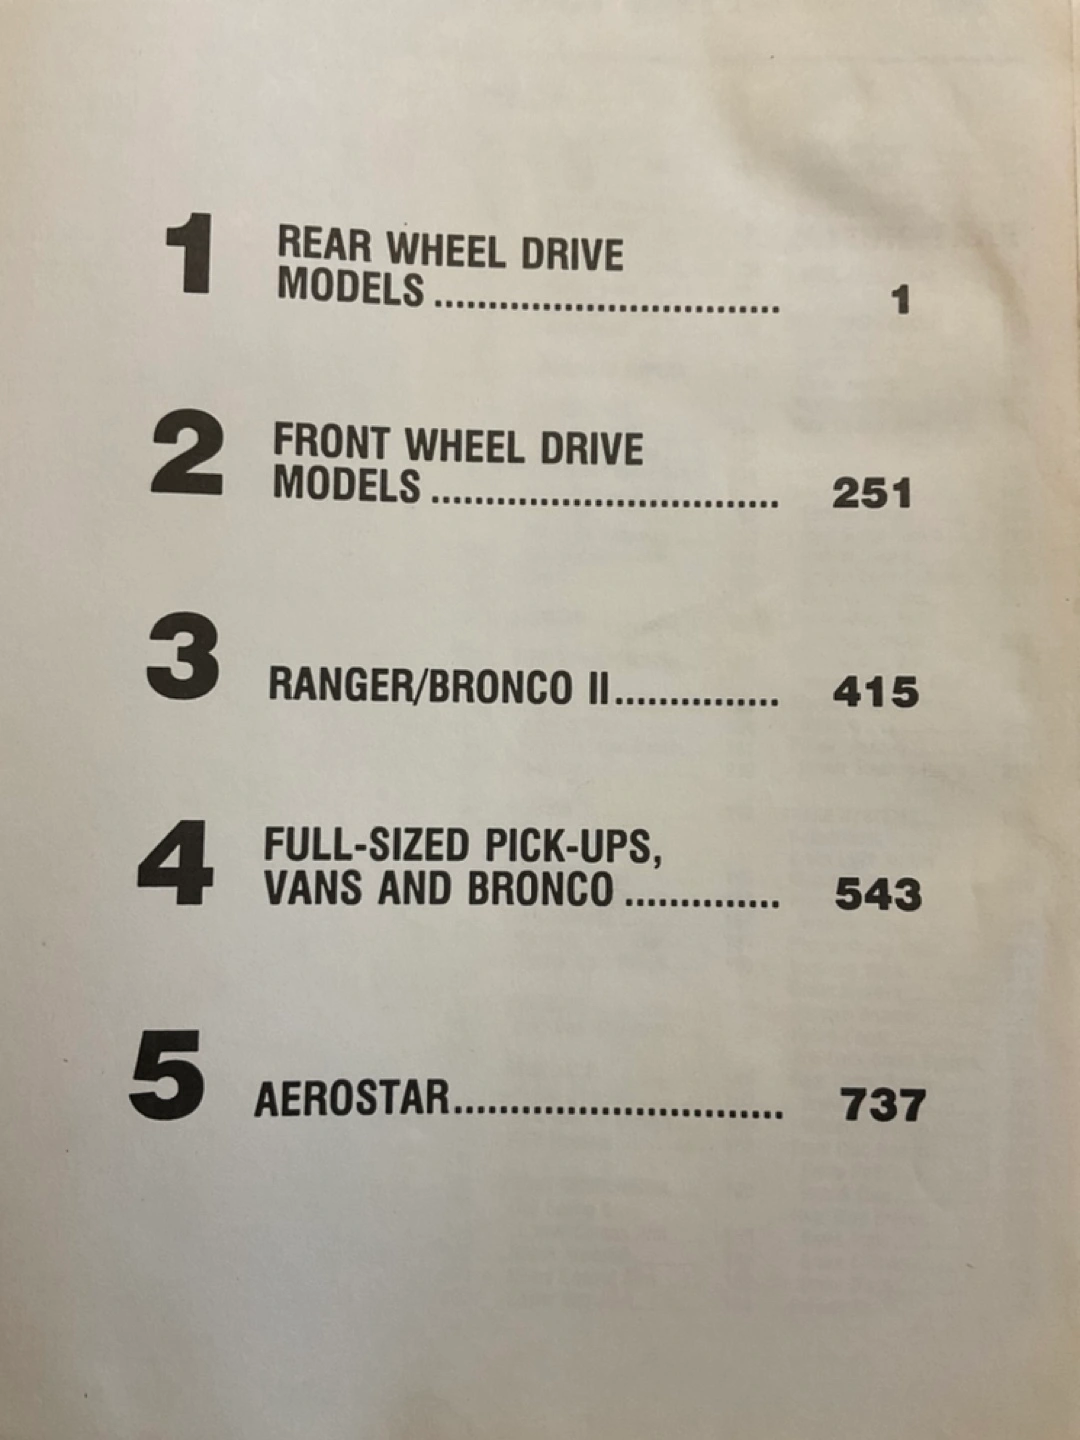 1 REAR WHEEL DRIVE
MODELS ................................ 1
2 FRONT WHEEL DRIVE
MODELS ................................ 251
3 RANGER/BRONCO II............... 415
4 FULL-SIZED PICK-UPS,
VANS AND BRONCO .............. 543
5 AEROSTAR............................. 737